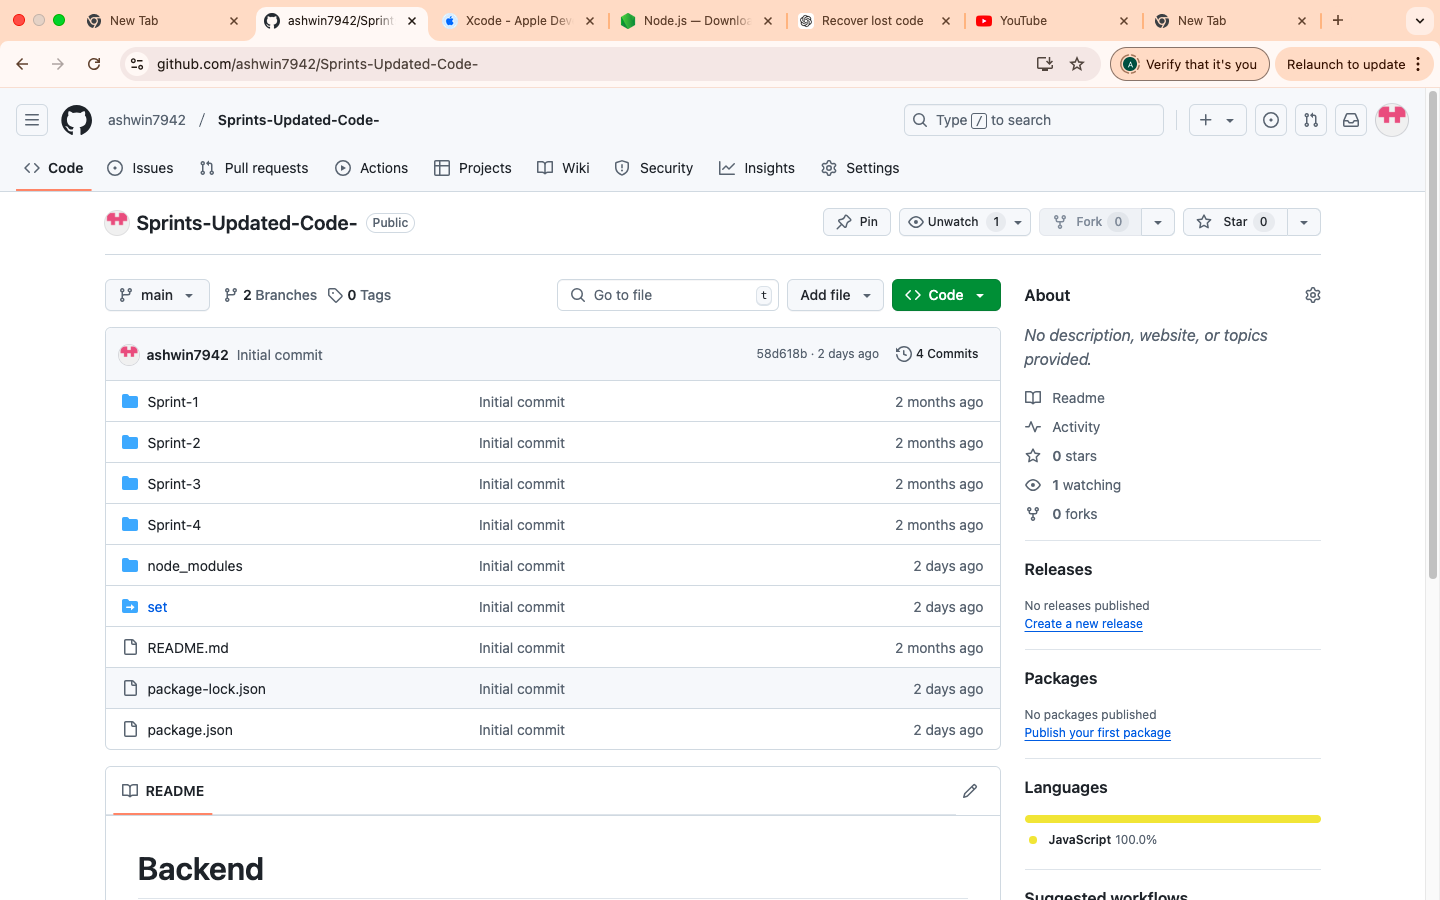 New Tab
ashwin7942/Sprint
Xcode - Apple Dev
Node.js — Downloa
Recover lost code
YouTube
New Tab
github.com/ashwin7942/Sprints-Updated-Code-
A
Verify that it's you
Relaunch to update
ashwin7942 / Sprints-Updated-Code-
Type / to search
Code
Issues
Pull requests
Actions
Projects
Wiki
Security
Insights
Settings
Sprints-Updated-Code- Public
Pin
Unwatch 1
Fork 0
Star 0
main
2 Branches
0 Tags
Go to file t
Add file
Code
ashwin7942 Initial commit 58d618b · 2 days ago 4 Commits
Sprint-1 Initial commit 2 months ago
Sprint-2 Initial commit 2 months ago
Sprint-3 Initial commit 2 months ago
Sprint-4 Initial commit 2 months ago
node_modules Initial commit 2 days ago
set Initial commit 2 days ago
README.md Initial commit 2 months ago
package-lock.json Initial commit 2 days ago
package.json Initial commit 2 days ago
README
Backend
About
No description, website, or topics
provided.
Readme
Activity
0 stars
1 watching
0 forks
Releases
No releases published
Create a new release
Packages
No packages published
Publish your first package
Languages
JavaScript 100.0%
Suggested workflows